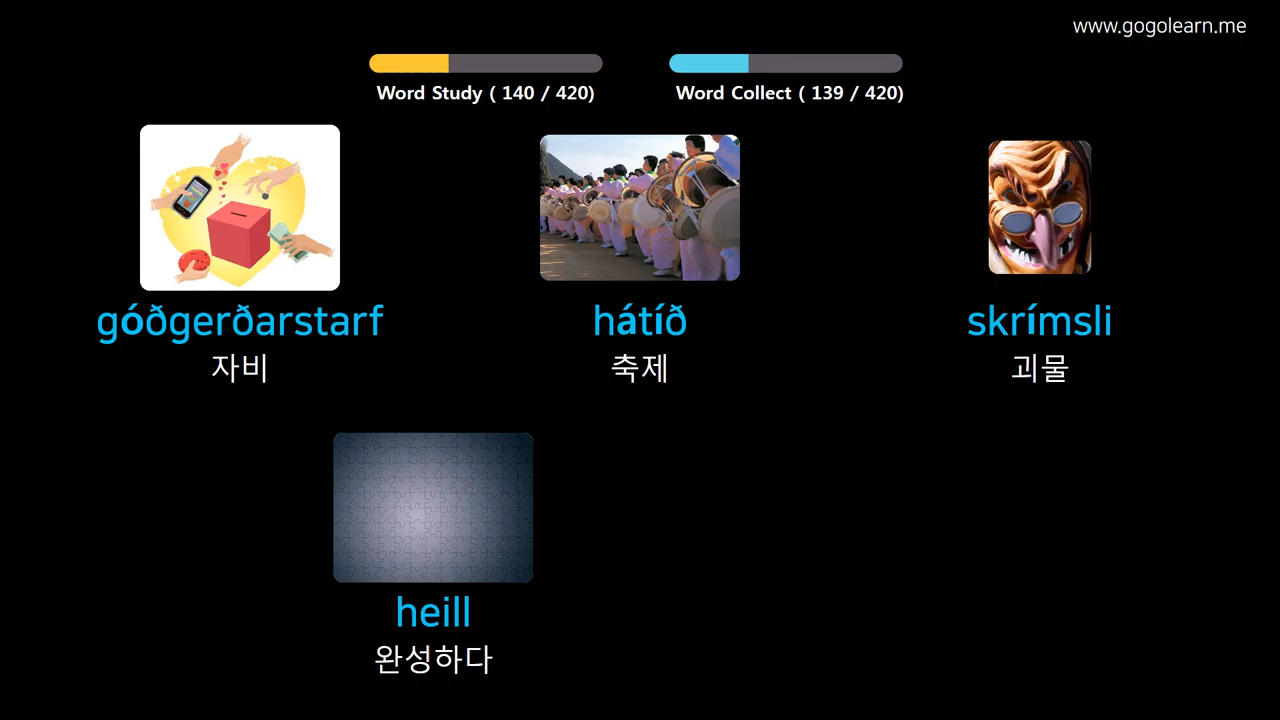 www.gogolearn.me
Word Study ( 140 / 420)
Word Collect ( 139 / 420)
góðgerðarstarf
자비
hátíð
축제
skrímsli
괴물
heill
완성하다